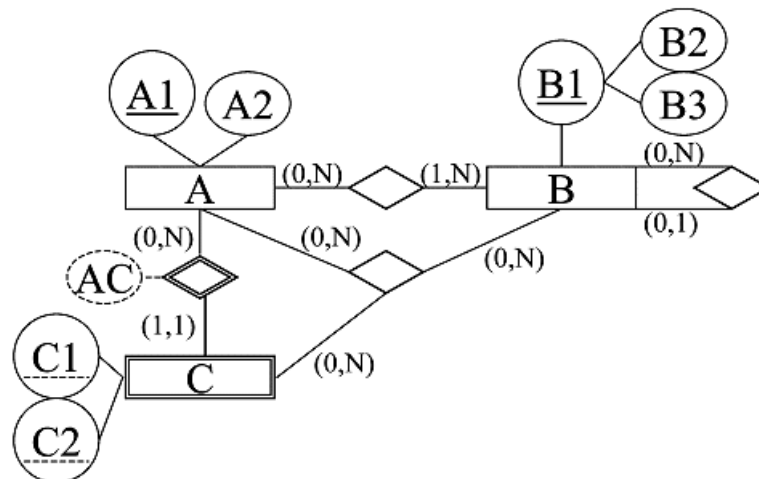 A1
A2
B1
B2
B3
(0,N)
(1,N)
(0,N)
A
B
(0,N)
(0,N)
(0,1)
AC
(0,N)
(1,1)
C1
C
(0,N)
C2